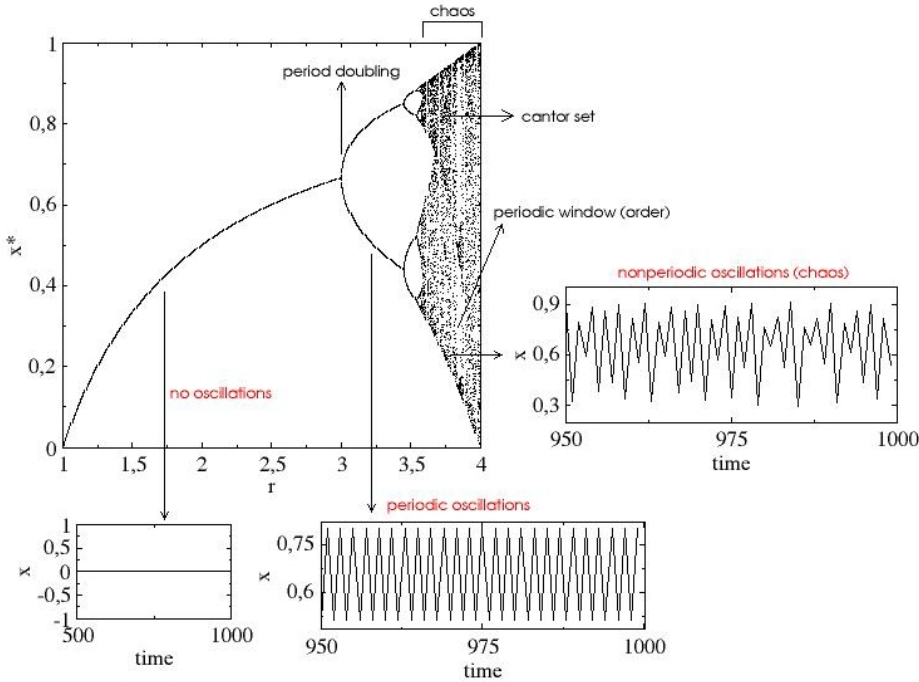 chaos
period doubling
cantor set
periodic window (order)
x*
1
0,8
0,6
0,4
0,2
0
1 1,5 2 2,5 3 3,5 4
r
no oscillations
nonperiodic oscillations (chaos)
x
0,9
0,6
0,3
950 975 1000
time
periodic oscillations
x
1
0,5
0
-0,5
-1
500 1000
time
x
0,75
0,6
950 975 1000
time